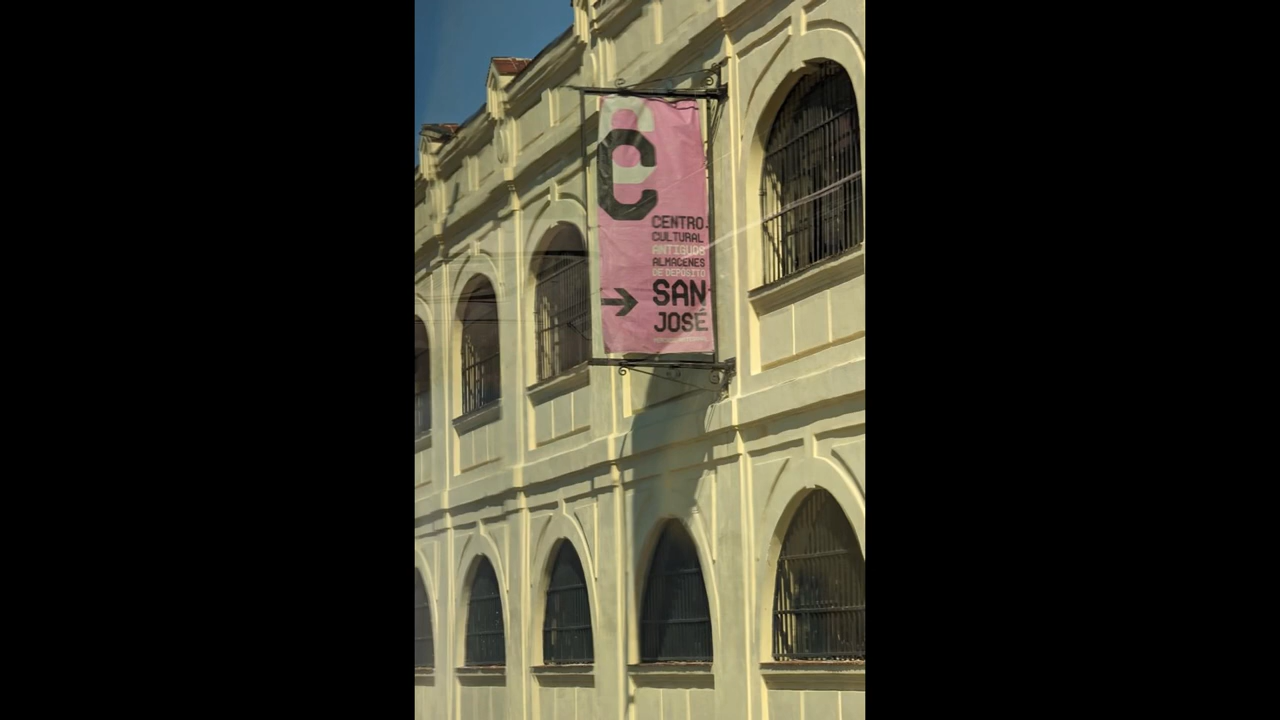 CENTRO
CULTURAL
ANTIGUOS
ALMACENES
DE DEPÓSITO
SAN
JOSÉ